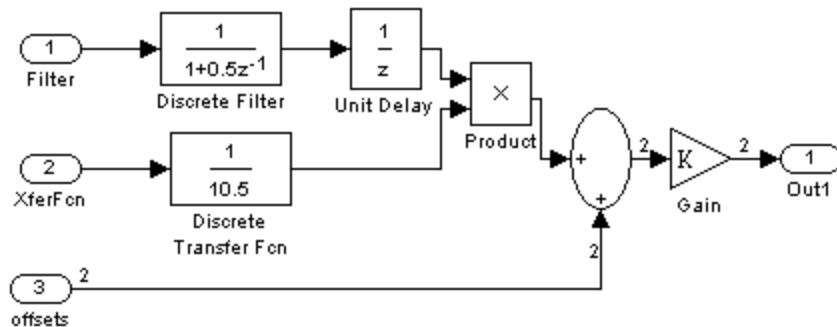 1
Filter
1
1+0.5z-1
Discrete Filter
1
z
Unit Delay
X
Product
2
XferFcn
1
10.5
Discrete
Transfer Fcn
+
+
2
K
Gain
2
1
Out1
3
offsets
2
2